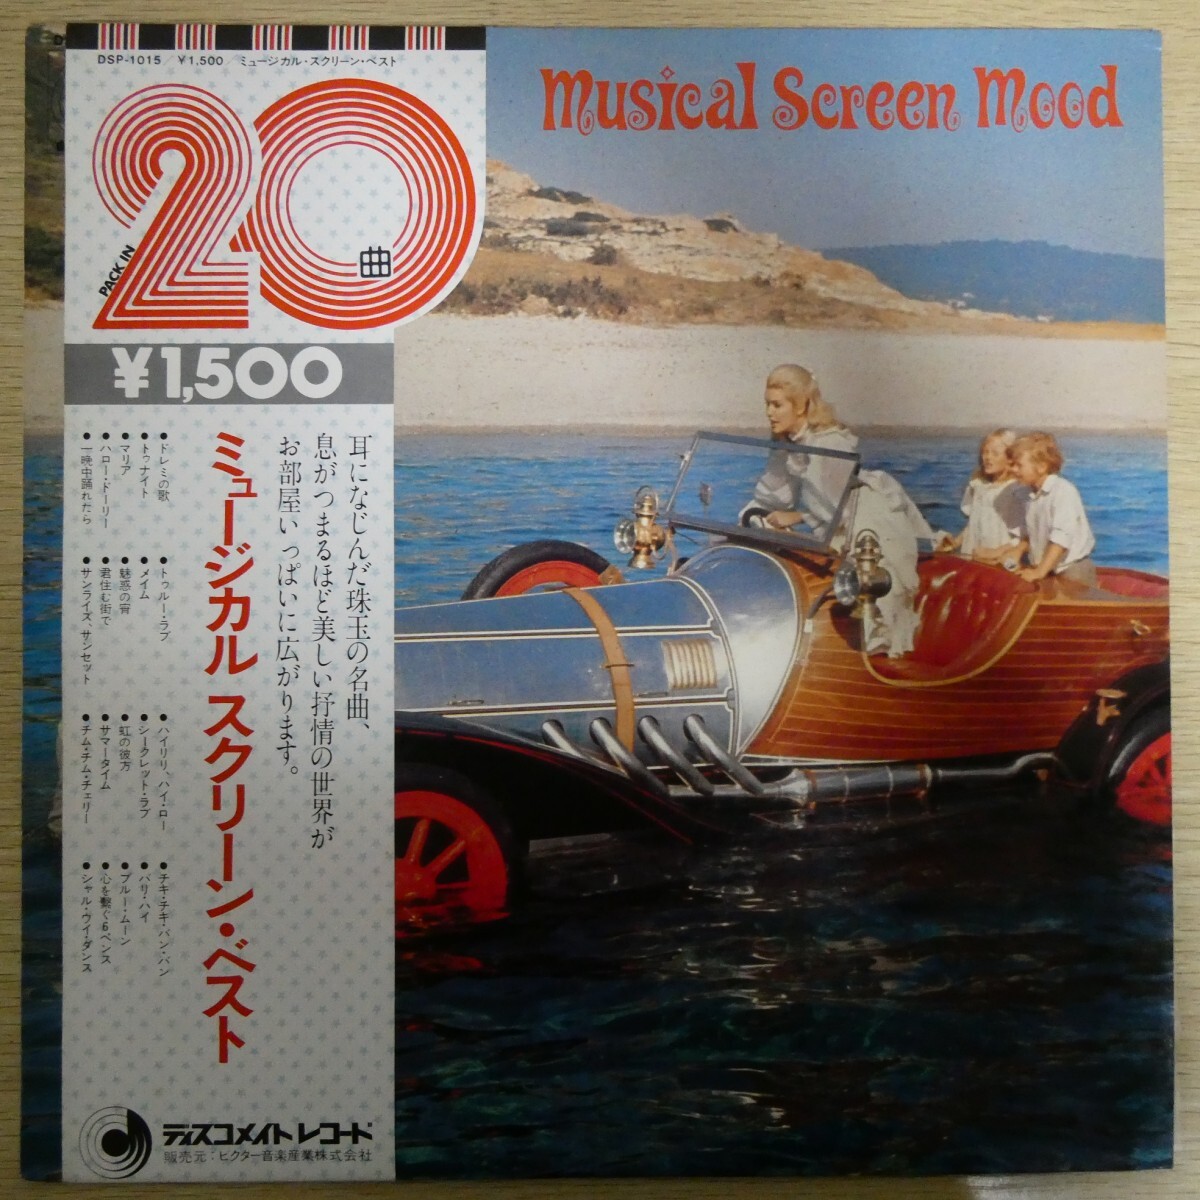 DSP-1015 ¥1,500 ミュージカル・スクリーン・ベスト
Musical Screen Mood
20
PACK IN
曲
¥1,500
耳になじんだ珠玉の名曲、
息がつまるほど美しい抒情の世界が
お部屋いっぱいに広がります。
ミュージカル スクリーン・ベスト
●ドレミの歌
●トゥナイト
●マリア
●ハロー・ドーリー
●一晩中踊れたら
●トゥルー・ラブ
●メイム
●魅惑の宵
●君住む街で
●サンライズ、サンセット
●ハイリリ、ハイ・ロー
●シークレット・ラブ
●虹の彼方
●サマータイム
●チム・チム・チェリー
●チキ・チキ・バン・バン
●バリ・ハイ
●ブルー・ムーン
●心を繋ぐ6ペンス
●シャル・ウイ・ダンス
ディスコメイトレコード
販売元:ビクター音楽産業株式会社